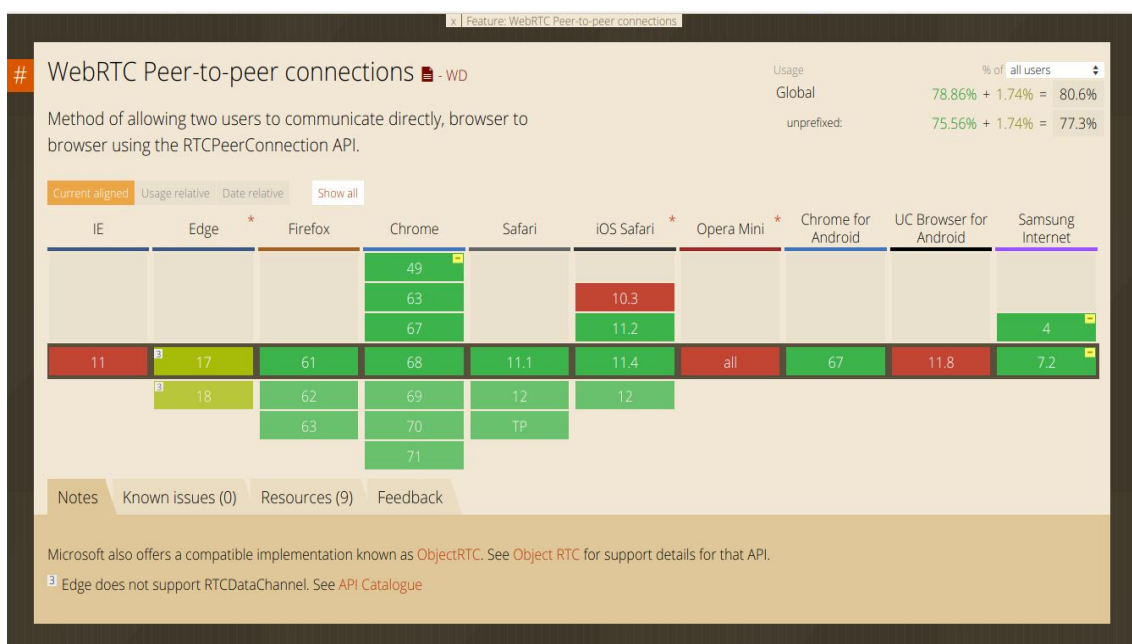 x Feature: WebRTC Peer-to-peer connections
#
WebRTC Peer-to-peer connections - WD
Usage % of all users
Global 78.86% + 1.74% = 80.6%
unprefixed: 75.56% + 1.74% = 77.3%
Method of allowing two users to communicate directly, browser to
browser using the RTCPeerConnection API.
Current aligned Usage relative Date relative Show all
IE Edge * Firefox Chrome Safari iOS Safari * Opera Mini * Chrome for Android UC Browser for Android Samsung Internet
49 -
63 10.3
67 11.2 4 -
11 3 17 61 68 11.1 11.4 all 67 11.8 7.2 -
3 18 62 69 12 12
63 70 TP
71
Notes Known issues (0) Resources (9) Feedback
Microsoft also offers a compatible implementation known as ObjectRTC. See Object RTC for support details for that API.
3 Edge does not support RTCDataChannel. See API Catalogue